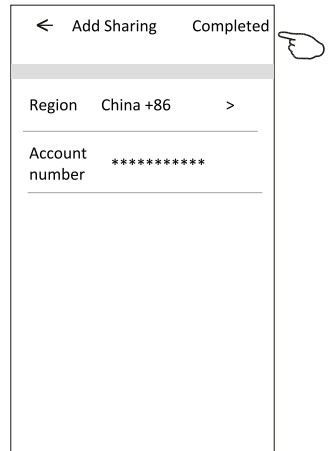 ← Add Sharing Completed
Region China +86 >
Account
number ***********